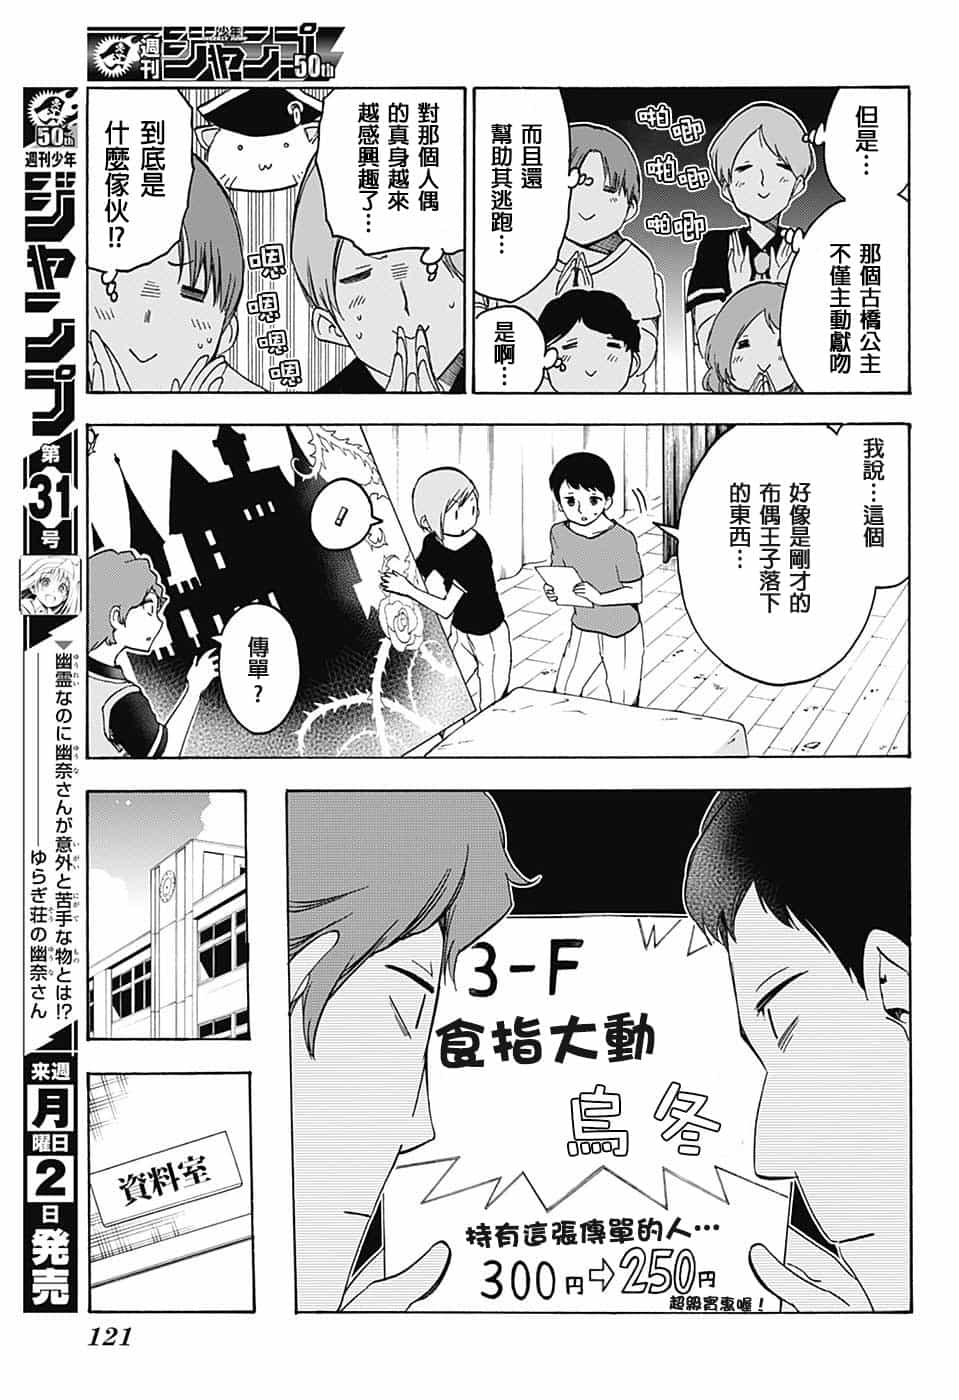 週刊
少年
ジャンプ
50th
50th
週刊少年
ジャンプ
第
31
号
幽霊なのに幽奈さんが意外と苦手な物とは!?
ゆらぎ荘の幽奈さん
来週
月
曜日
2
日
発売
但是…
那個古橋公主
不僅主動獻吻
而且還
幫助其逃跑…
啪唧
啪唧
啪唧
是啊…
對那個人偶
的真身越來
越感興趣了…
到底是
什麼傢伙!?
嗯
嗯
嗯
嗯
我說…這個
好像是剛才的
布偶王子落下
的東西…
傳單?
3-F
食指大動
烏冬
持有這張傳單的人…
300円→250円
超級實惠喔!
資料室
121